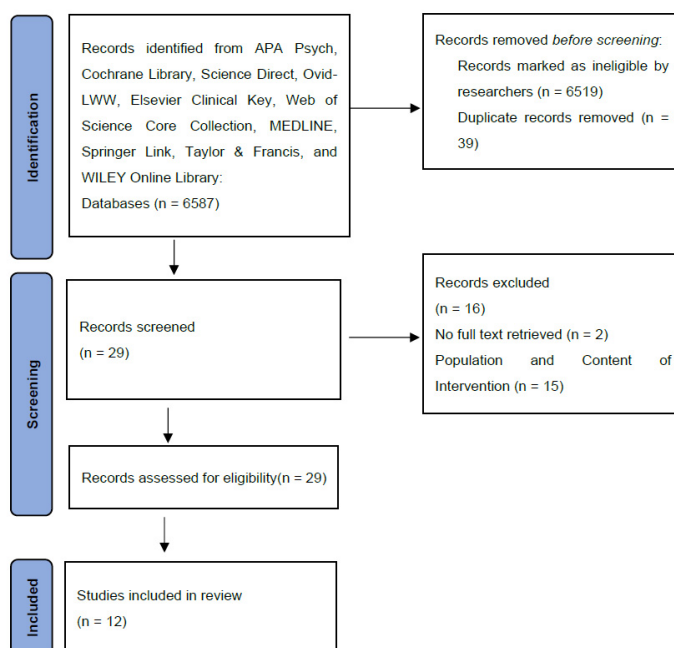 Identification
Records identified from APA Psych,
Cochrane Library, Science Direct, Ovid-
LWW, Elsevier Clinical Key, Web of
Science Core Collection, MEDLINE,
Springer Link, Taylor & Francis, and
WILEY Online Library:
Databases (n = 6587)
Records removed before screening:
Records marked as ineligible by
researchers (n = 6519)
Duplicate records removed (n =
39)
Screening
Records screened
(n = 29)
Records excluded
(n = 16)
No full text retrieved (n = 2)
Population and Content of
Intervention (n = 15)
Records assessed for eligibility(n = 29)
Included
Studies included in review
(n = 12)